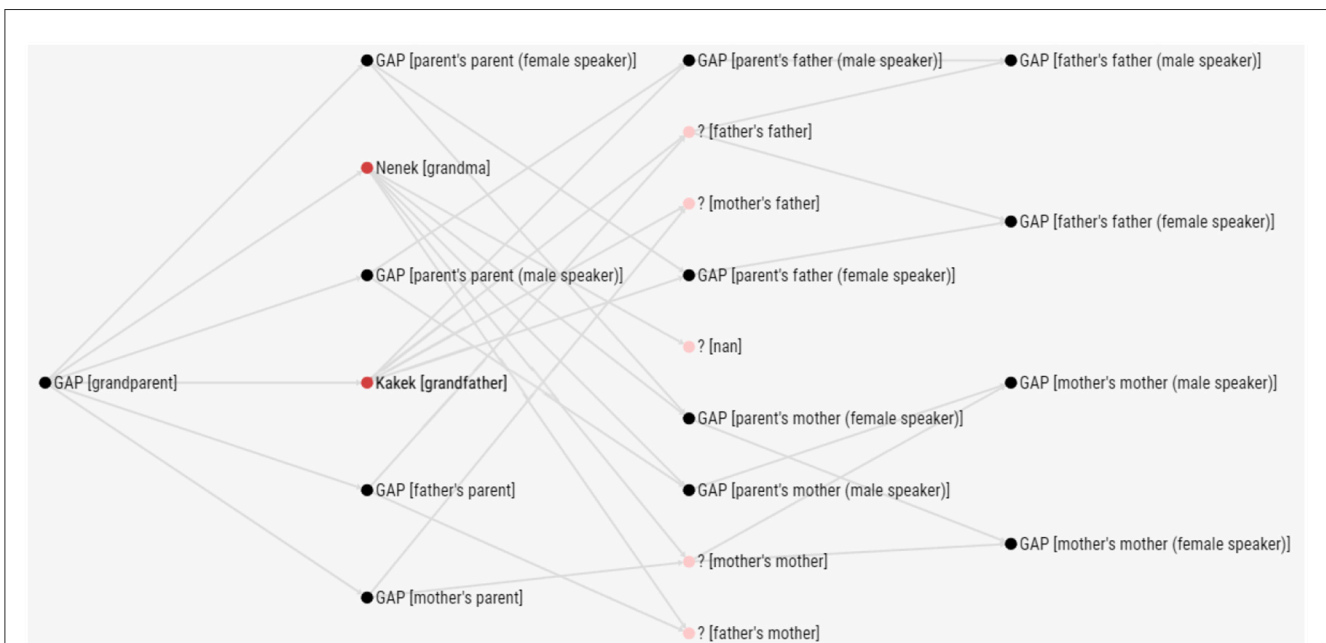 GAP [grandparent]
GAP [parent's parent (female speaker)]
Nenek [grandma]
GAP [parent's parent (male speaker)]
Kakek [grandfather]
GAP [father's parent]
GAP [mother's parent]
GAP [parent's father (male speaker)]
? [father's father]
? [mother's father]
GAP [parent's father (female speaker)]
? [nan]
GAP [parent's mother (female speaker)]
GAP [parent's mother (male speaker)]
? [mother's mother]
? [father's mother]
GAP [father's father (male speaker)]
GAP [father's father (female speaker)]
GAP [mother's mother (male speaker)]
GAP [mother's mother (female speaker)]